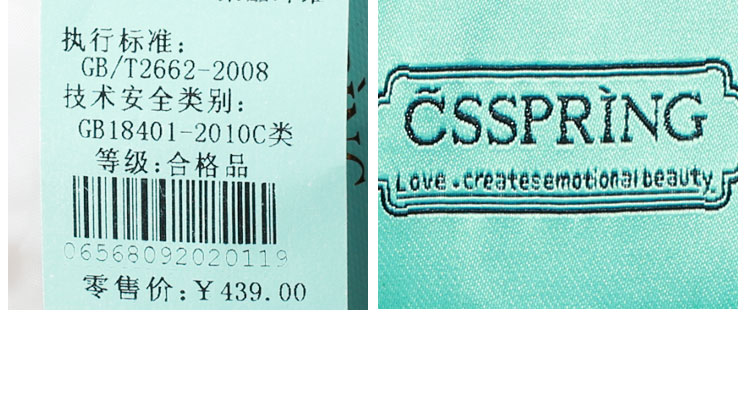 执行标准:
GB/T2662-2008
技术安全类别:
GB18401-2010C类
等级:合格品
06568092020119
零售价:¥439.00
C̃SSPRÌNG
Love.createsemotionalbeauty